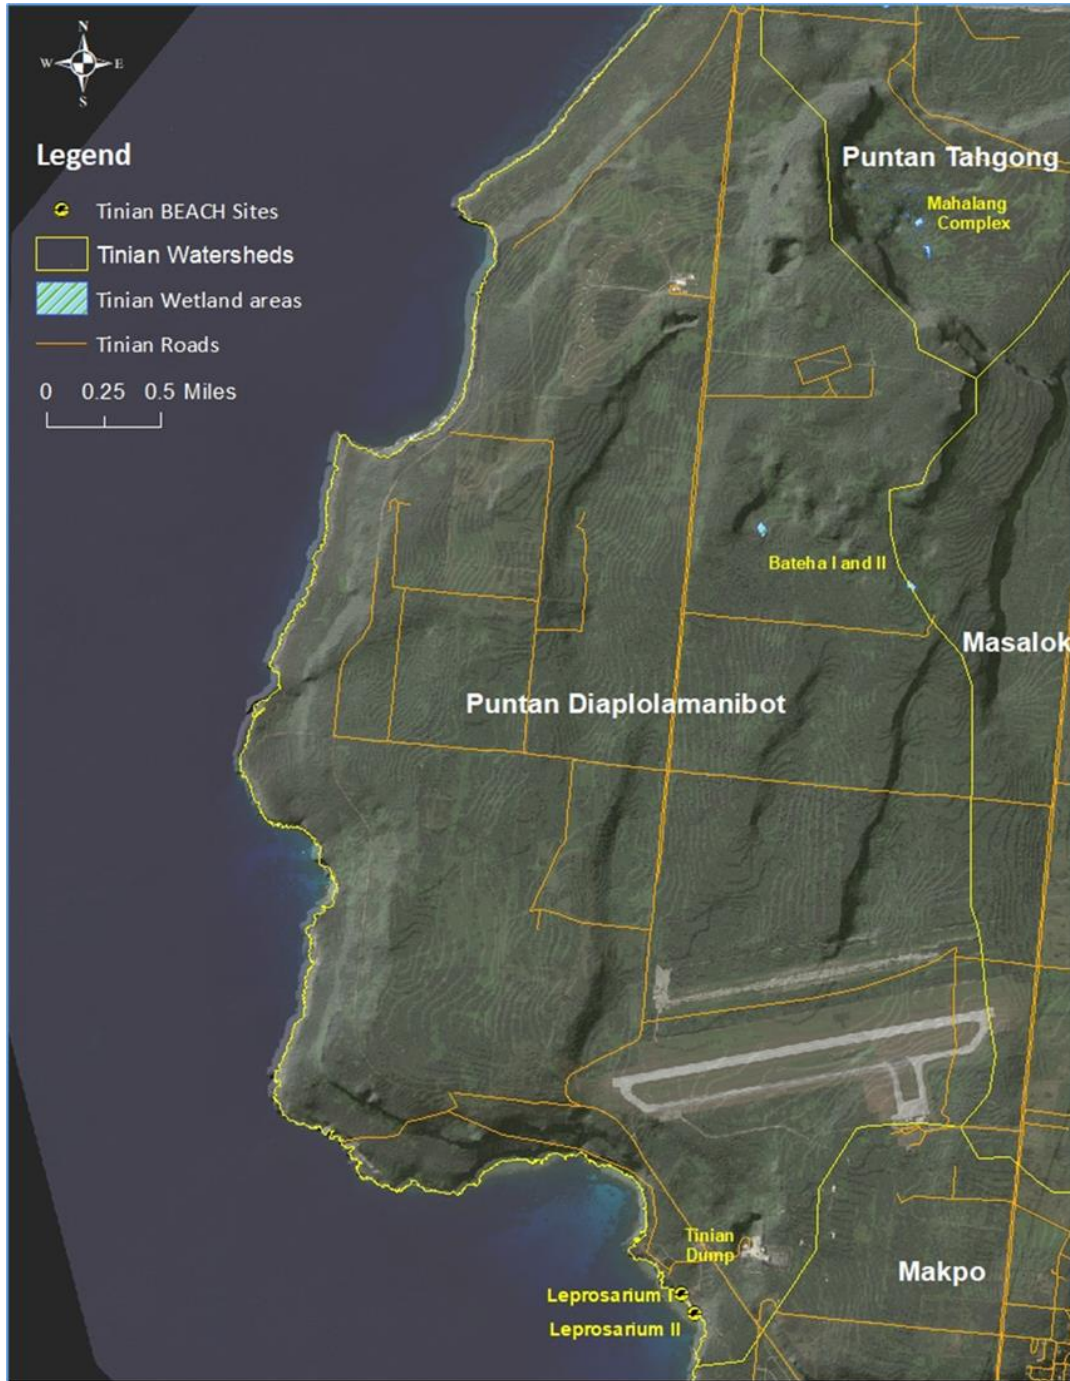 N
W E
S
Legend
Tinian BEACH Sites
Tinian Watersheds
Tinian Wetland areas
Tinian Roads
0 0.25 0.5 Miles
Puntan Tahgong
Mahalang
Complex
Bateha I and II
Masalok
Puntan Diaplolamanibot
Tinian
Dump
Makpo
Leprosarium I
Leprosarium II